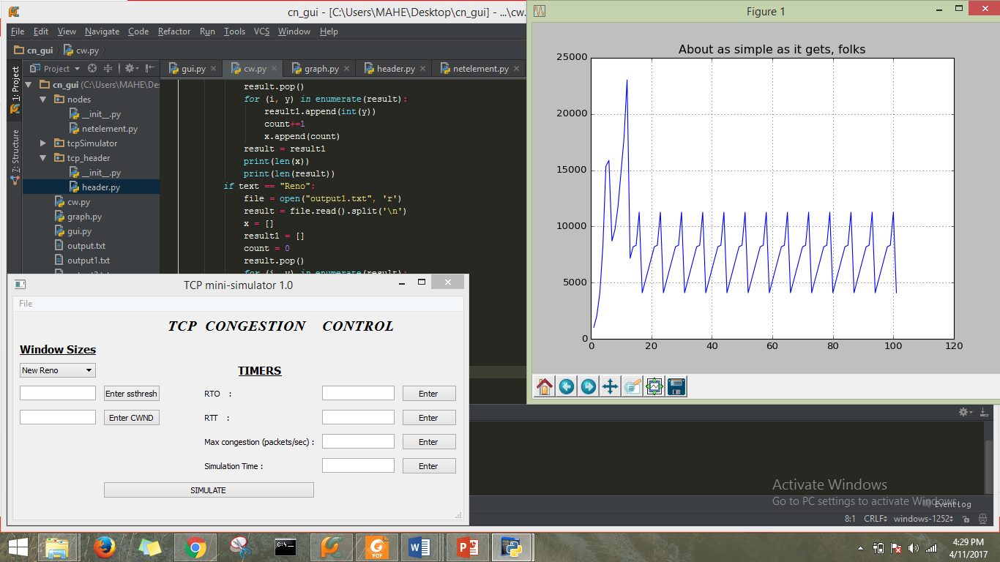 cn_gui - [C:\Users\MAHE\Desktop\cn_gui] - ...\cw.
File Edit View Navigate Code Refactor Run Tools VCS Window Help
cn_gui cw.py
1: Project
7: Structure
Project
cn_gui (C:\Users\MAHE\De
nodes
__init__.py
netelement.py
tcpSimulator
tcp_header
__init__.py
header.py
cw.py
graph.py
gui.py
output.txt
output1.txt
gui.py cw.py graph.py header.py netelement.py
result.pop()
for (i, y) in enumerate(result):
result1.append(int(y))
count+=1
x.append(count)
result = result1
print(len(x))
print(len(result))
if text == "Reno":
file = open("output1.txt", 'r')
result = file.read().split('\n')
x = []
result1 = []
count = 0
result.pop()
for (i, y) in enumerate(result):
Figure 1
About as simple as it gets, folks
25000
20000
15000
10000
5000
0
0 20 40 60 80 100 120
TCP mini-simulator 1.0
File
TCP CONGESTION CONTROL
Window Sizes
New Reno
TIMERS
Enter ssthresh
RTO :
Enter
Enter CWND
RTT :
Enter
Max congestion (packets/sec) :
Enter
Simulation Time :
Enter
SIMULATE
Activate Windows
Go to PC settings to activate Windows.
Event Log
8:1 CRLF windows-1252
PDF
4:29 PM
4/11/2017